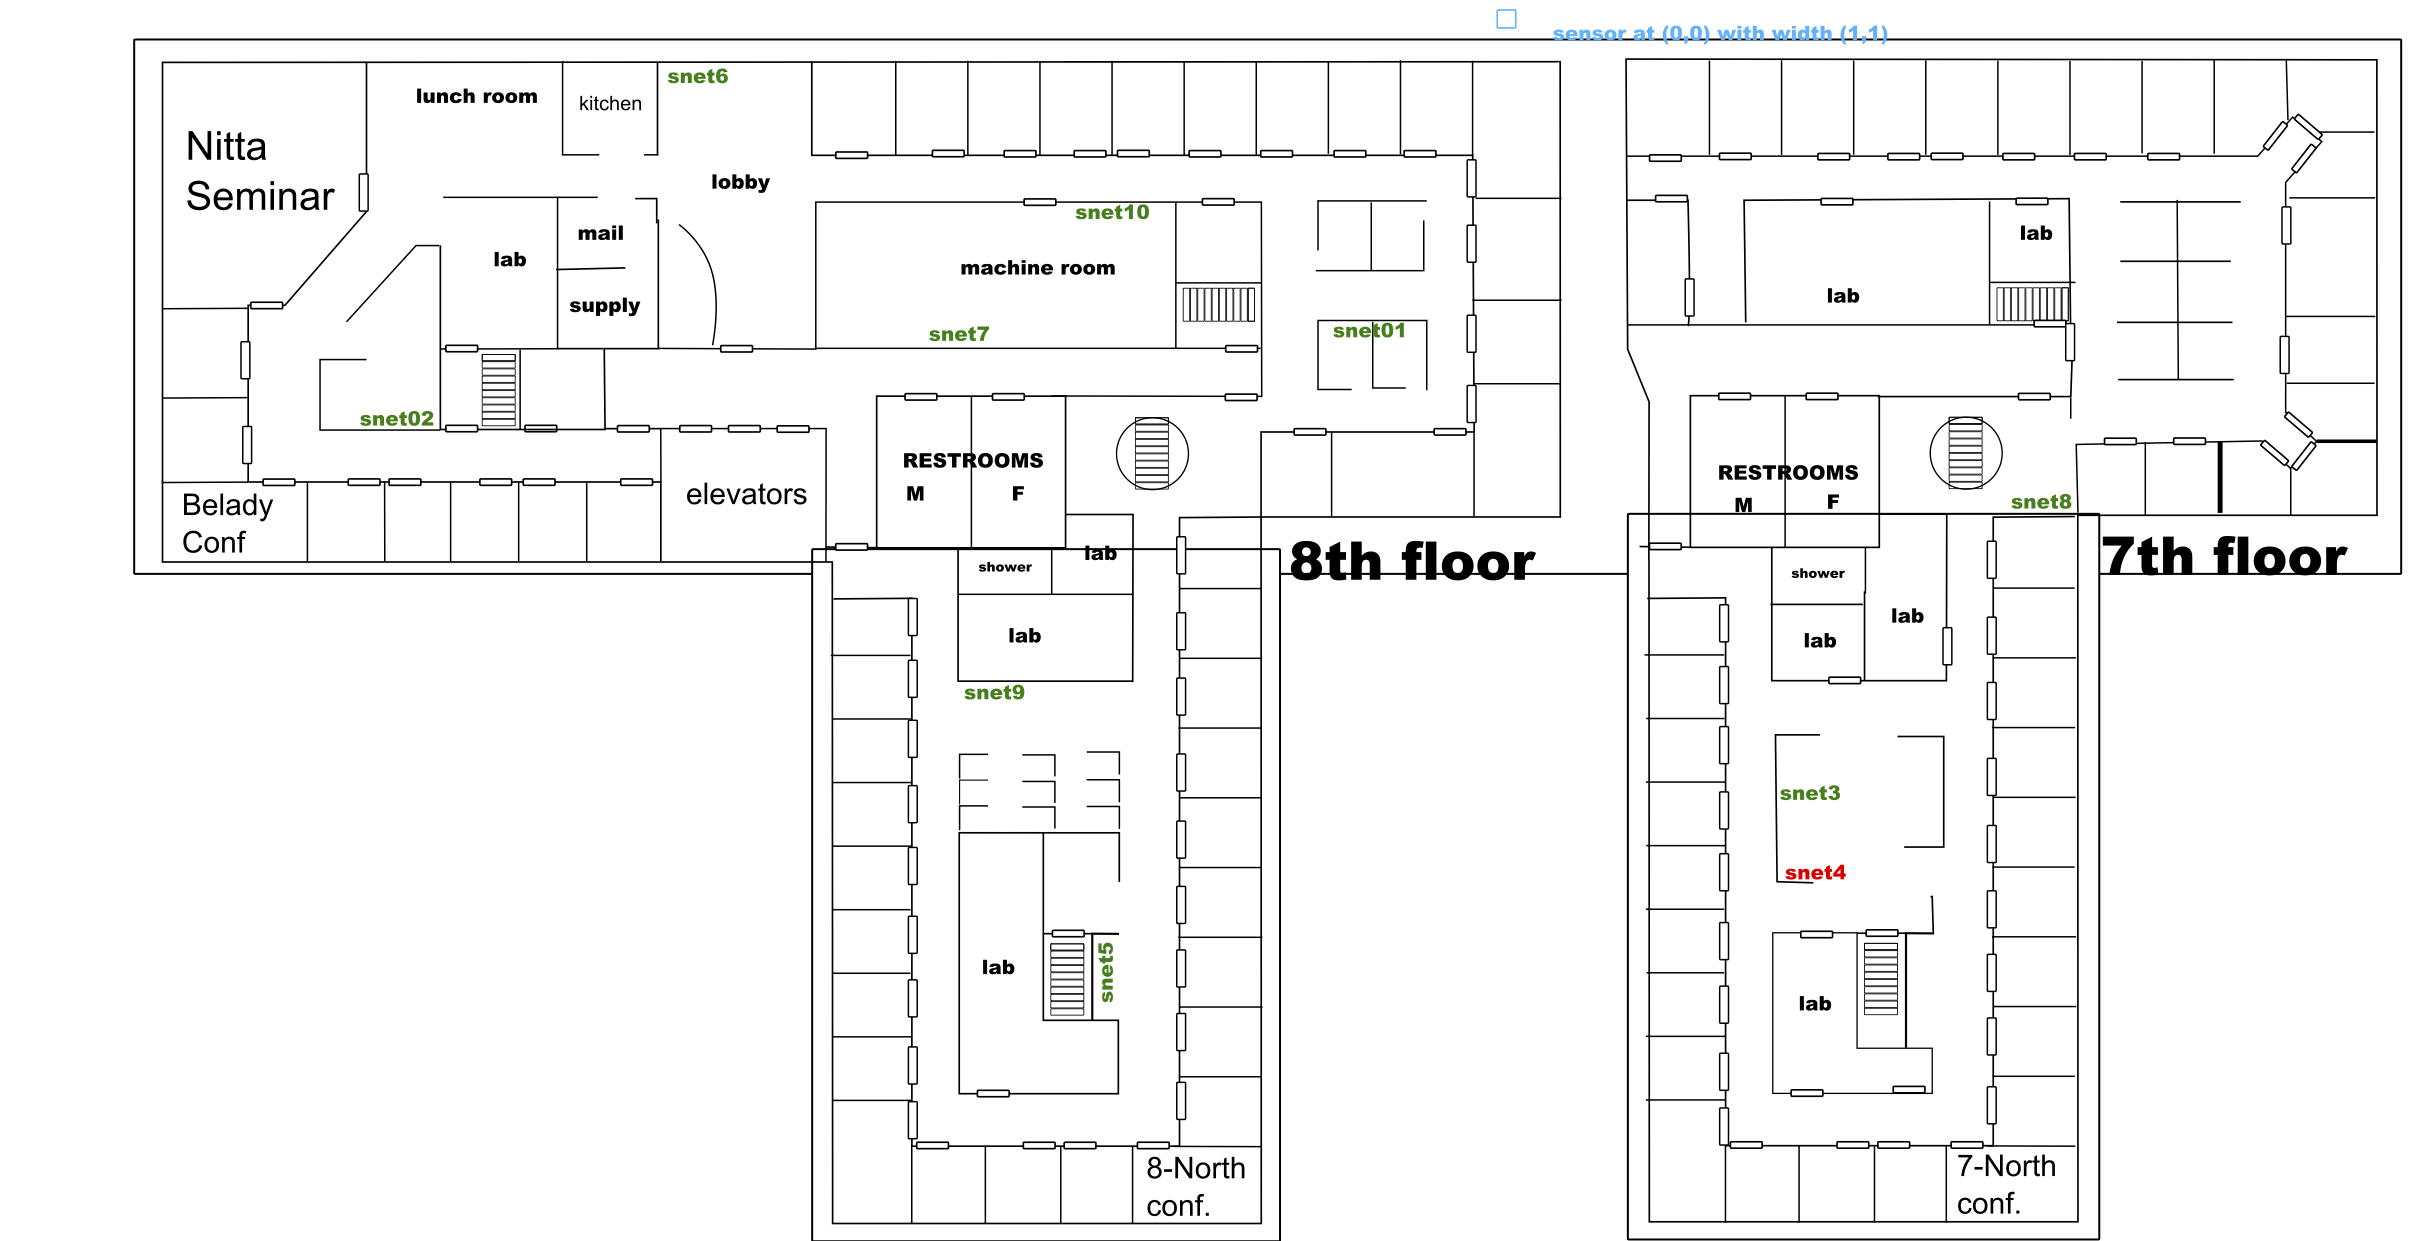 sensor at (0,0) with width (1,1)
snet6
lunch room
kitchen
Nitta
Seminar
lobby
snet10
mail
lab
machine room
supply
snet7
snet01
snet02
RESTROOMS
M F
elevators
Belady
Conf
lab
shower
8th floor
lab
snet9
lab
snet5
8-North
conf.
lab
lab
RESTROOMS
M F
snet8
7th floor
shower
lab
lab
snet3
snet4
lab
7-North
conf.